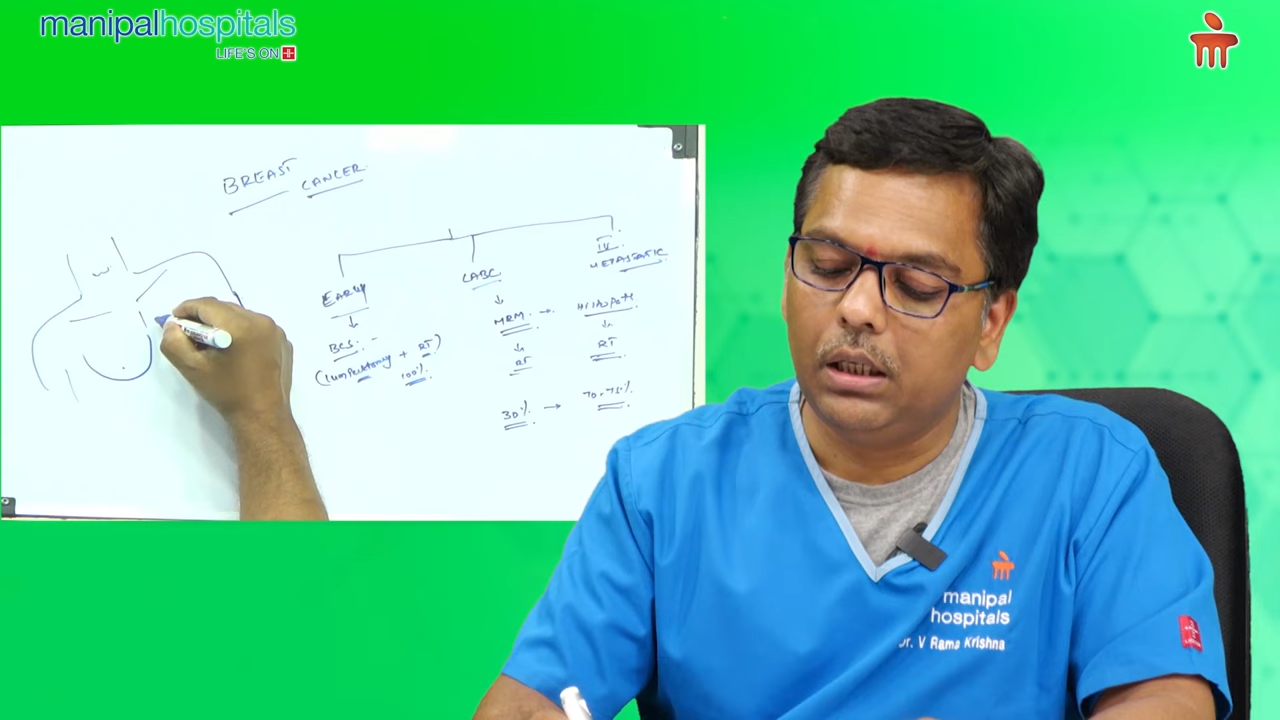 manipalhospitals
LIFE'S ON
BREAST CANCER
EARLY
BCS.
(Lumpectomy + RT)
100%.
LABC
MRM. →
RT
30%. →
IV
METASTATIC
RT
70-75%.
manipal
hospitals
Dr. V Rama Krishna